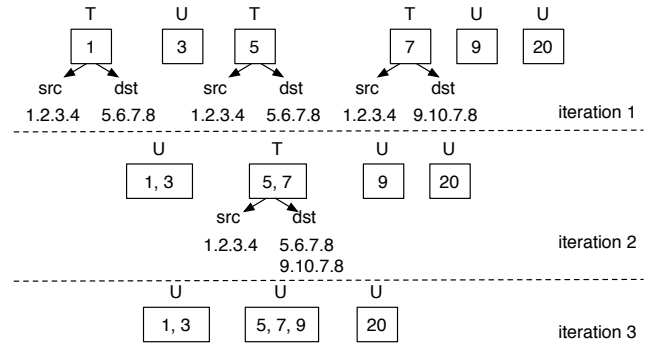 T U T T U U
1 3 5 7 9 20
src dst src dst src dst
1.2.3.4 5.6.7.8 1.2.3.4 5.6.7.8 1.2.3.4 9.10.7.8 iteration 1
U T U U
1, 3 5, 7 9 20
src dst
1.2.3.4 5.6.7.8 iteration 2
9.10.7.8
U U U
1, 3 5, 7, 9 20 iteration 3